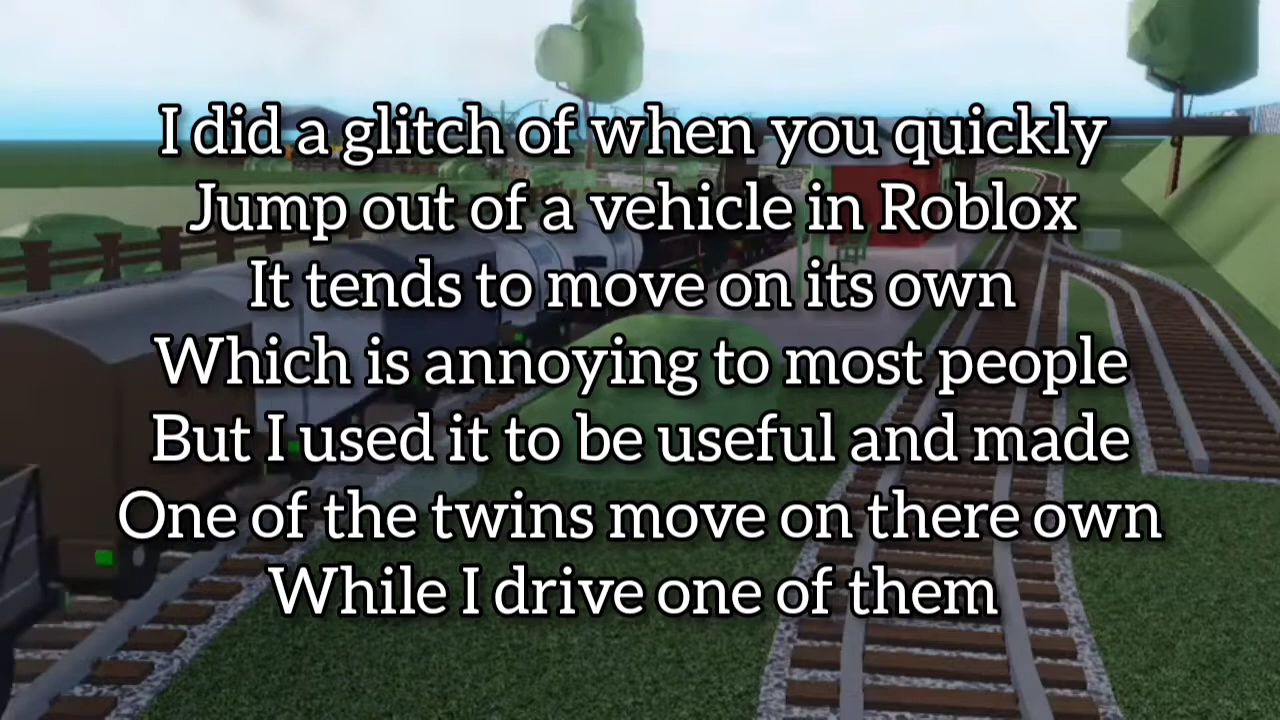 I did a glitch of when you quickly
Jump out of a vehicle in Roblox
It tends to move on its own
Which is annoying to most people
But I used it to be useful and made
One of the twins move on there own
While I drive one of them